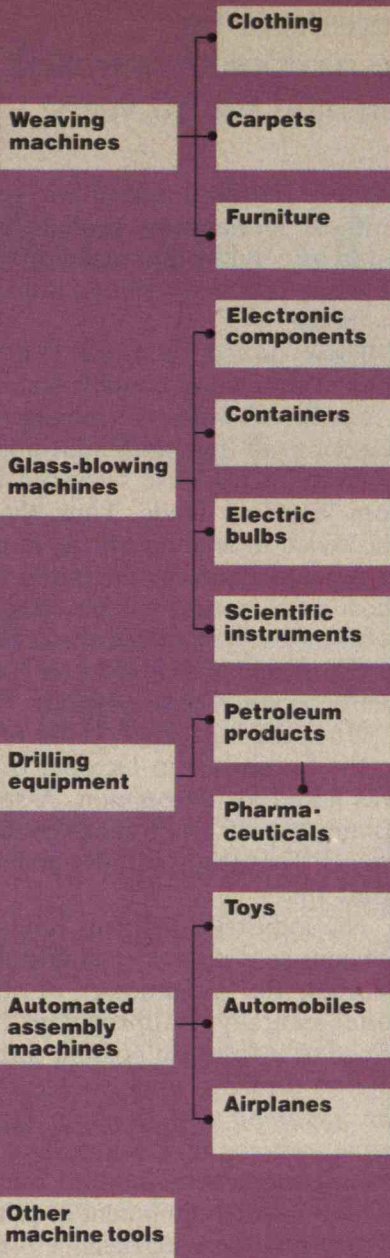 Clothing
Weaving
machines
Carpets
Furniture
Electronic
components
Containers
Glass-blowing
machines
Electric
bulbs
Scientific
instruments
Petroleum
products
Drilling
equipment
Pharma-
ceuticals
Toys
Automated
assembly
machines
Automobiles
Airplanes
Other
machine tools